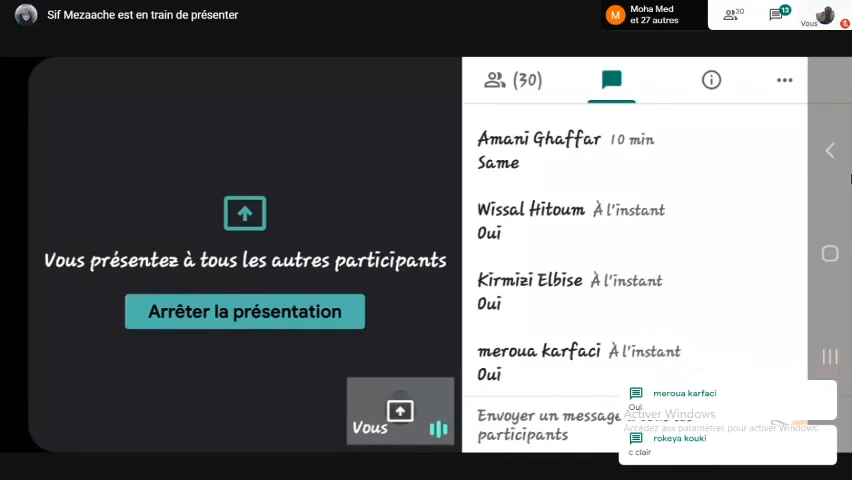 Sif Mezaache est en train de présenter
Moha Med
et 27 autres
M
30
13
Vous
(30)
Amani Ghaffar 10 min
Same
Wissal Hitoum À l'instant
Oui
Vous présentez à tous les autres participants
Kirmizi Elbise À l'instant
Oui
Arrêter la présentation
meroua karfaci À l'instant
Oui
Envoyer un message
participants
Vous
meroua karfaci
Oui
Activer Windows
Accédez aux paramètres pour activer Windows.
rokeya kouki
c clair